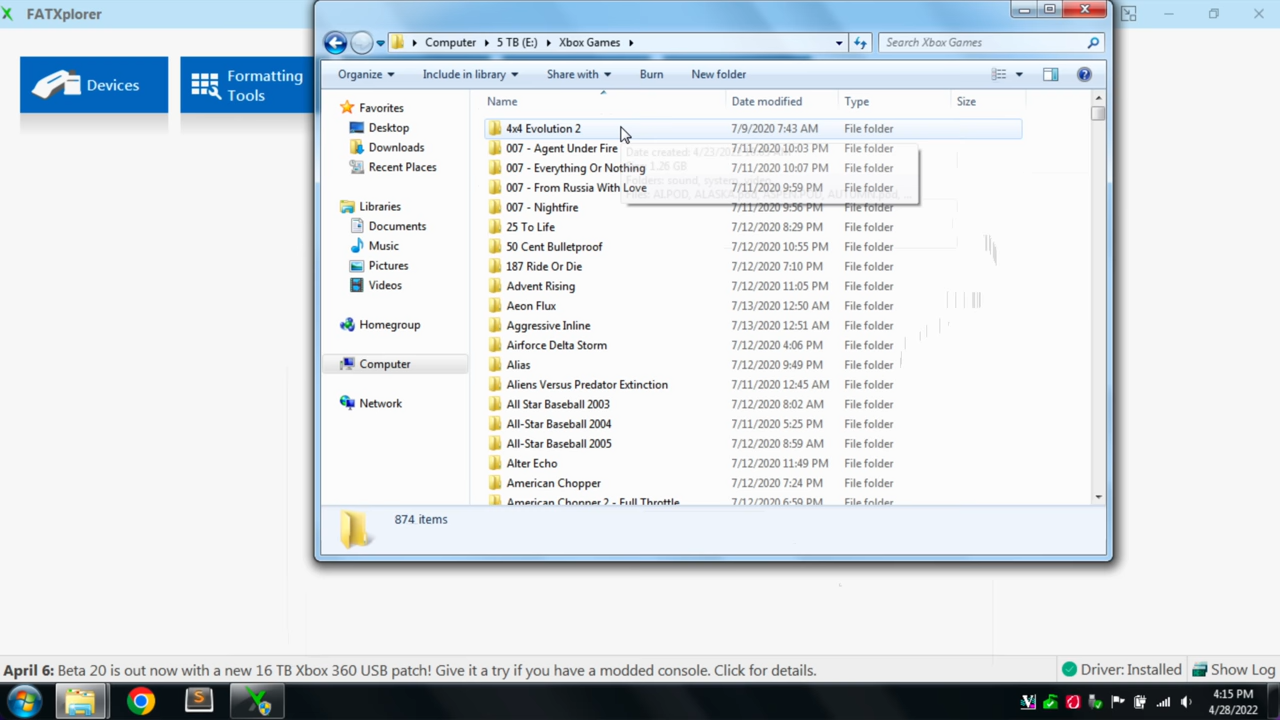 FATXplorer
Devices
Formatting
Tools
Computer
5 TB (E:)
Xbox Games
Search Xbox Games
Organize
Include in library
Share with
Burn
New folder
Name
Date modified
Type
Size
Favorites
Desktop
Downloads
Recent Places
Libraries
Documents
Music
Pictures
Videos
Homegroup
Computer
Network
4x4 Evolution 2 7/9/2020 7:43 AM File folder
007 - Agent Under Fire 7/11/2020 10:03 PM File folder
007 - Everything Or Nothing 7/11/2020 10:07 PM File folder
007 - From Russia With Love 7/11/2020 9:59 PM File folder
007 - Nightfire 7/11/2020 9:56 PM File folder
25 To Life 7/12/2020 8:29 PM File folder
50 Cent Bulletproof 7/12/2020 10:55 PM File folder
187 Ride Or Die 7/12/2020 7:10 PM File folder
Advent Rising 7/12/2020 11:05 PM File folder
Aeon Flux 7/13/2020 12:50 AM File folder
Aggressive Inline 7/13/2020 12:51 AM File folder
Airforce Delta Storm 7/12/2020 4:06 PM File folder
Alias 7/12/2020 9:49 PM File folder
Aliens Versus Predator Extinction 7/11/2020 12:45 AM File folder
All Star Baseball 2003 7/12/2020 8:02 AM File folder
All-Star Baseball 2004 7/11/2020 5:25 PM File folder
All-Star Baseball 2005 7/12/2020 8:59 AM File folder
Alter Echo 7/12/2020 11:49 PM File folder
American Chopper 7/12/2020 7:24 PM File folder
American Chopper 2 - Full Throttle 7/12/2020 6:59 PM File folder
874 items
April 6: Beta 20 is out now with a new 16 TB Xbox 360 USB patch! Give it a try if you have a modded console. Click for details.
Driver: Installed
Show Log
4:15 PM
4/28/2022